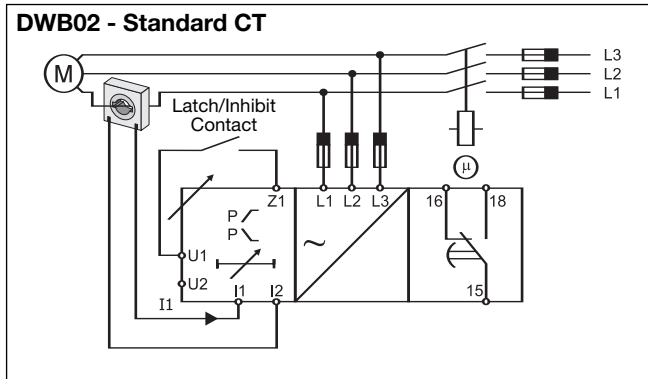 DWB02 - Standard CT
L3
L2
L1
M
Latch/Inhibit
Contact
μ
Z1 L1 L2 L3 16 18
P
P
~
U1
U2
I1 I1 I2 15